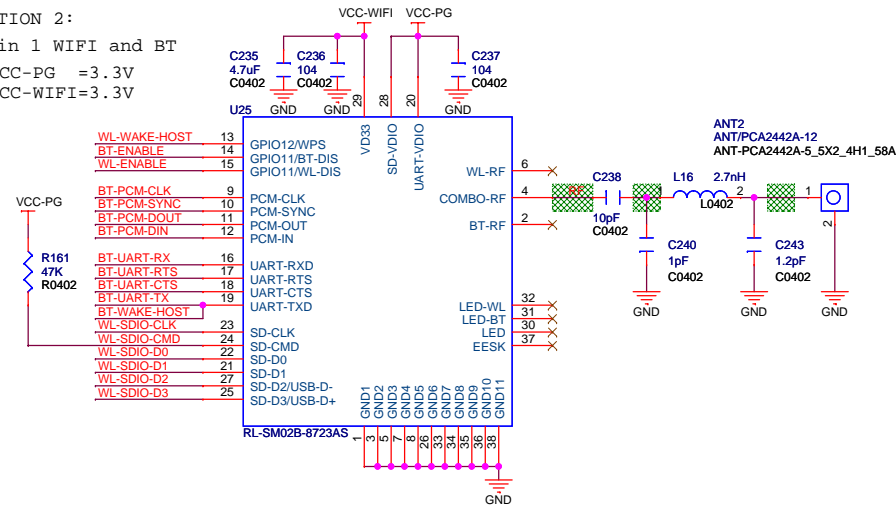 TION 2:
in 1 WIFI and BT
CC-PG =3.3V
CC-WIFI=3.3V
VCC-WIFI VCC-PG
C235
4.7uF
C0402
C236
104
C0402
C237
104
C0402
GND GND GND
U25
29 28 20
VD33 SD-VDIO UART-VDIO
WL-WAKE-HOST 13 GPIO12/WPS
BT-ENABLE 14 GPIO11/BT-DIS
WL-ENABLE 15 GPIO11/WL-DIS
BT-PCM-CLK 9 PCM-CLK
BT-PCM-SYNC 10 PCM-SYNC
BT-PCM-DOUT 11 PCM-OUT
BT-PCM-DIN 12 PCM-IN
BT-UART-RX 16 UART-RXD
BT-UART-RTS 17 UART-RTS
BT-UART-CTS 18 UART-CTS
BT-UART-TX 19 UART-TXD
BT-WAKE-HOST
WL-SDIO-CLK 23 SD-CLK
WL-SDIO-CMD 24 SD-CMD
WL-SDIO-D0 22 SD-D0
WL-SDIO-D1 21 SD-D1
WL-SDIO-D2 27 SD-D2/USB-D-
WL-SDIO-D3 25 SD-D3/USB-D+
VCC-PG
R161
47K
R0402
WL-RF 6
COMBO-RF 4
BT-RF 2
LED-WL 32
LED-BT 31
LED 30
EESK 37
RF
C238
10pF
C0402
1 L16 2.7nH 2
L0402
C240
1pF
C0402
GND
C243
1.2pF
C0402
GND
ANT2
ANT/PCA2442A-12
ANT-PCA2442A-5_5X2_4H1_58A
1
2
GND
GND1 GND2 GND3 GND4 GND5 GND6 GND7 GND8 GND9 GND10 GND11
1 3 5 7 8 26 33 34 35 36 38
RL-SM02B-8723AS
GND